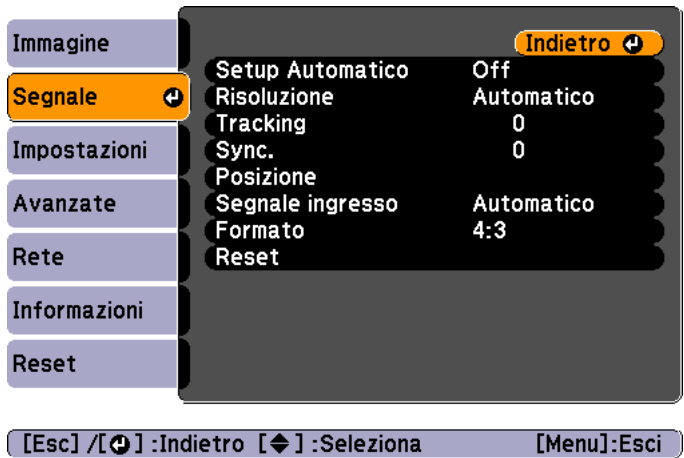 Immagine
Segnale
Impostazioni
Avanzate
Rete
Informazioni
Reset
Indietro
Setup Automatico Off
Risoluzione Automatico
Tracking 0
Sync. 0
Posizione
Segnale ingresso Automatico
Formato 4:3
Reset
[Esc] /[⏎] :Indietro [◆] :Seleziona [Menu]:Esci